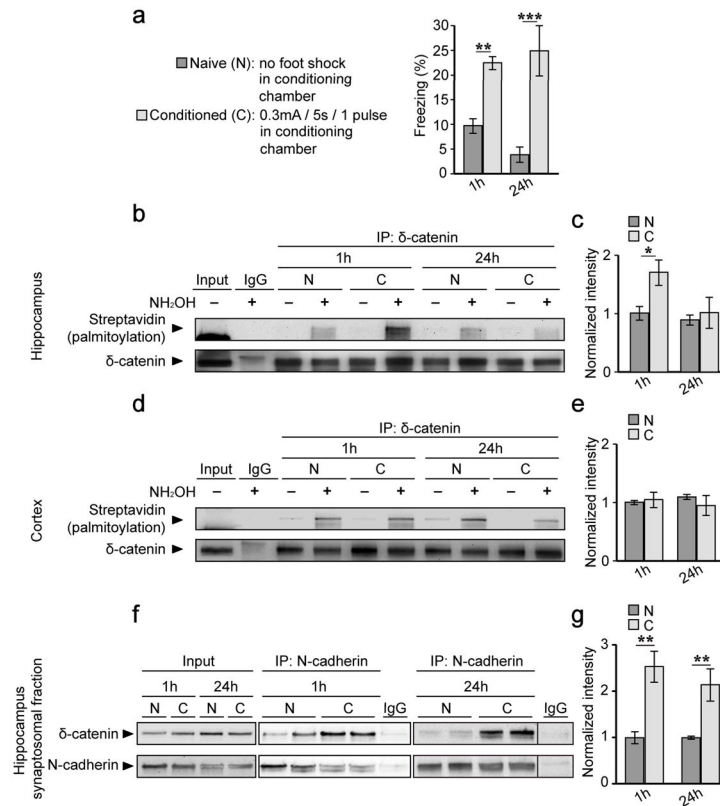 a
Naive (N): no foot shock
in conditioning
chamber
Conditioned (C): 0.3mA / 5s / 1 pulse
in conditioning
chamber
Freezing (%)
30
25
20
15
10
5
0
**
***
1h
24h
b
Hippocampus
IP: δ-catenin
1h
24h
Input
IgG
N
C
N
C
NH₂OH
– + – + – + – + – +
Streptavidin
(palmitoylation)
δ-catenin
c
N
C
Normalized intensity
2
1
0
*
1h
24h
d
Cortex
IP: δ-catenin
1h
24h
Input
IgG
N
C
N
C
NH₂OH
– + – + – + – + – +
Streptavidin
(palmitoylation)
δ-catenin
e
N
C
Normalized intensity
2
1
0
1h
24h
f
Hippocampus
synaptosomal fraction
Input
IP: N-cadherin
IP: N-cadherin
1h
24h
1h
24h
N C N C
N
C
IgG
N
C
IgG
δ-catenin
N-cadherin
g
N
C
Normalized intensity
3
2
1
0
**
**
1h
24h